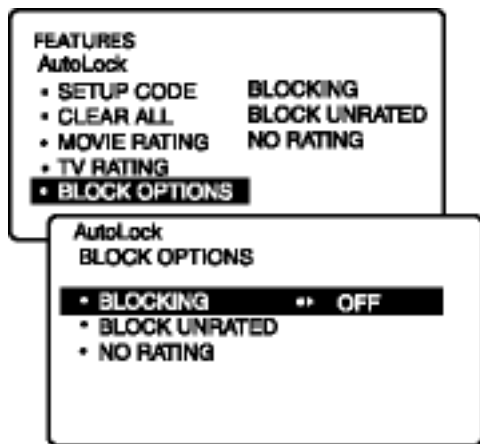 FEATURES
AutoLock
• SETUP CODE BLOCKING
• CLEAR ALL BLOCK UNRATED
• MOVIE RATING NO RATING
• TV RATING
• BLOCK OPTIONS
AutoLock
BLOCK OPTIONS
• BLOCKING ◂▸ OFF
• BLOCK UNRATED
• NO RATING